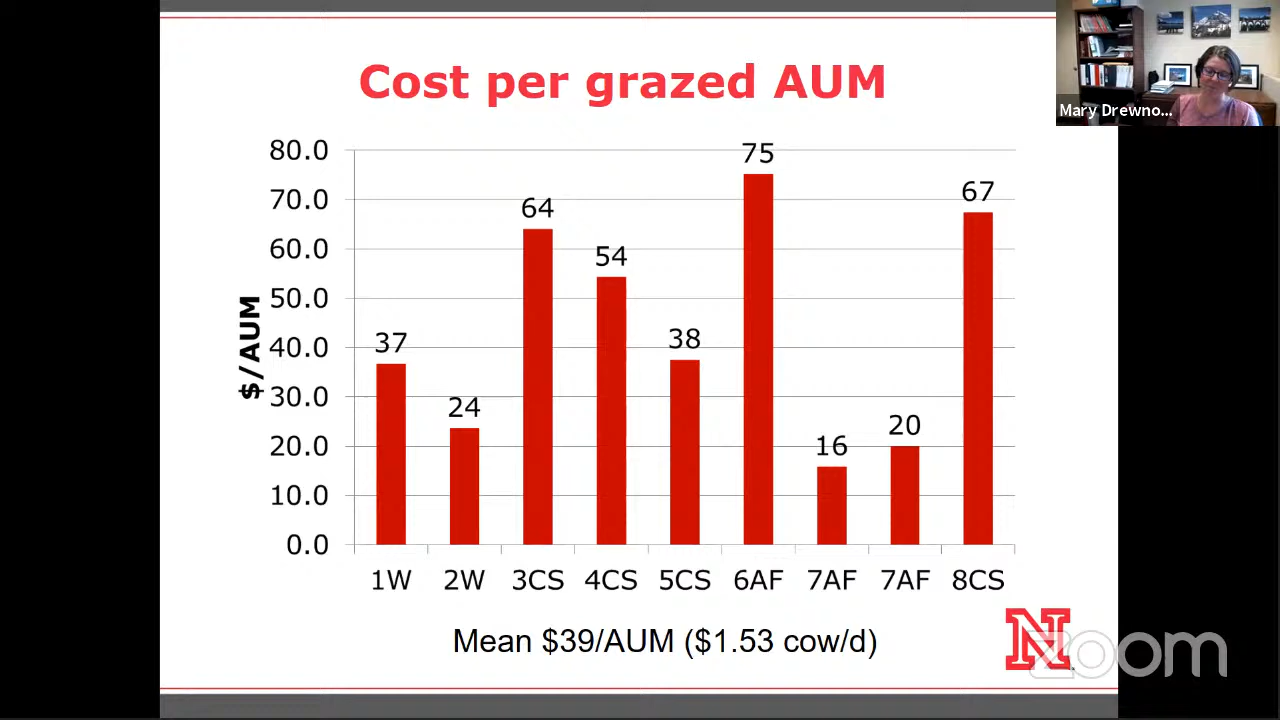 Cost per grazed AUM
Mary Drewno...
$/AUM
80.0
70.0
60.0
50.0
40.0
30.0
20.0
10.0
0.0
37
24
64
54
38
75
16
20
67
1W 2W 3CS 4CS 5CS 6AF 7AF 7AF 8CS
Mean $39/AUM ($1.53 cow/d)
N
zoom